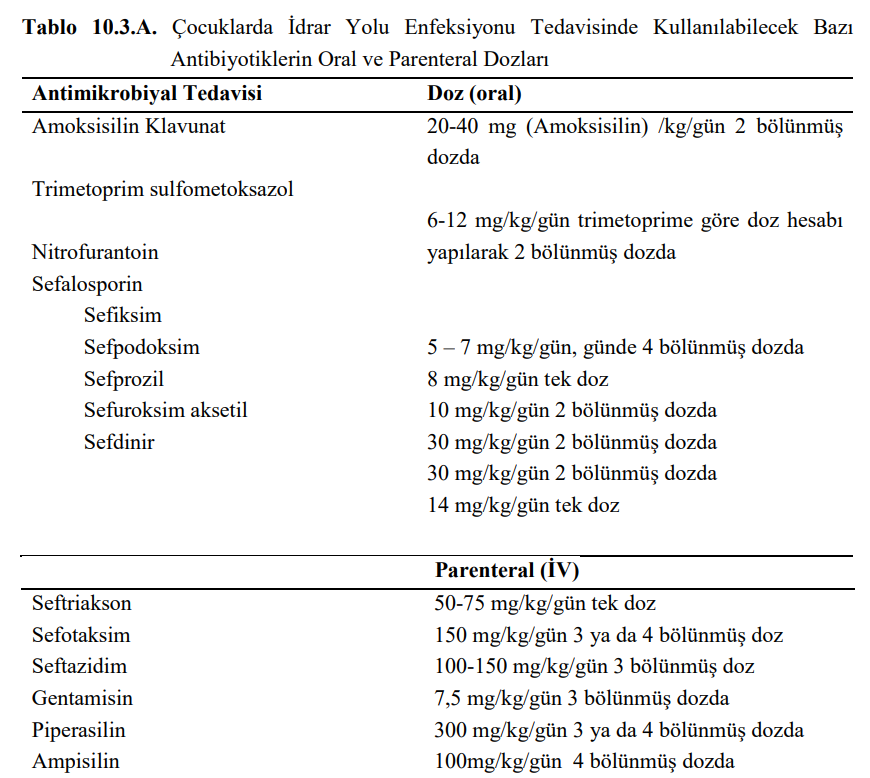 Tablo 10.3.A. Çocuklarda İdrar Yolu Enfeksiyonu Tedavisinde Kullanılabilecek Bazı
Antibiyotiklerin Oral ve Parenteral Dozları
Antimikrobiyal Tedavisi Doz (oral)
Amoksisilin Klavunat 20-40 mg (Amoksisilin) /kg/gün 2 bölünmüş
dozda
Trimetoprim sulfometoksazol
6-12 mg/kg/gün trimetoprime göre doz hesabı
Nitrofurantoin yapılarak 2 bölünmüş dozda
Sefalosporin
Sefiksim
Sefpodoksim 5 – 7 mg/kg/gün, günde 4 bölünmüş dozda
Sefprozil 8 mg/kg/gün tek doz
Sefuroksim aksetil 10 mg/kg/gün 2 bölünmüş dozda
Sefdinir 30 mg/kg/gün 2 bölünmüş dozda
30 mg/kg/gün 2 bölünmüş dozda
14 mg/kg/gün tek doz
Parenteral (İV)
Seftriakson 50-75 mg/kg/gün tek doz
Sefotaksim 150 mg/kg/gün 3 ya da 4 bölünmüş doz
Seftazidim 100-150 mg/kg/gün 3 bölünmüş doz
Gentamisin 7,5 mg/kg/gün 3 bölünmüş dozda
Piperasilin 300 mg/kg/gün 3 ya da 4 bölünmüş dozda
Ampisilin 100mg/kg/gün 4 bölünmüş dozda